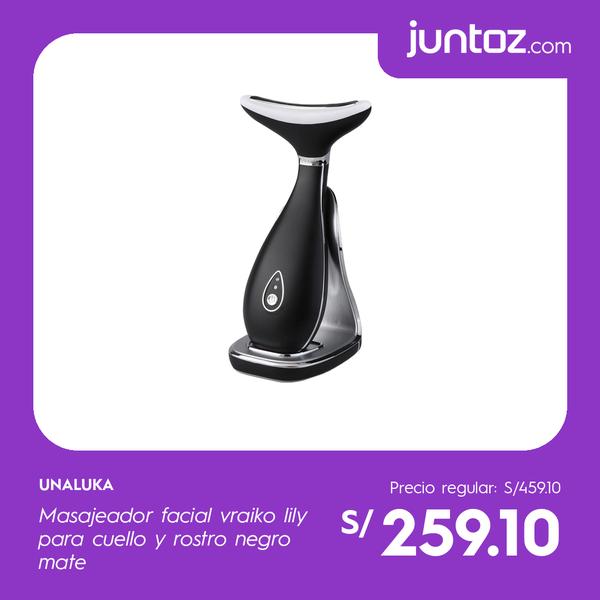 juntoz.com
UNALUKA
Masajeador facial vraiko lily
para cuello y rostro negro
mate
Precio regular: S/459.10
S/ 259.10